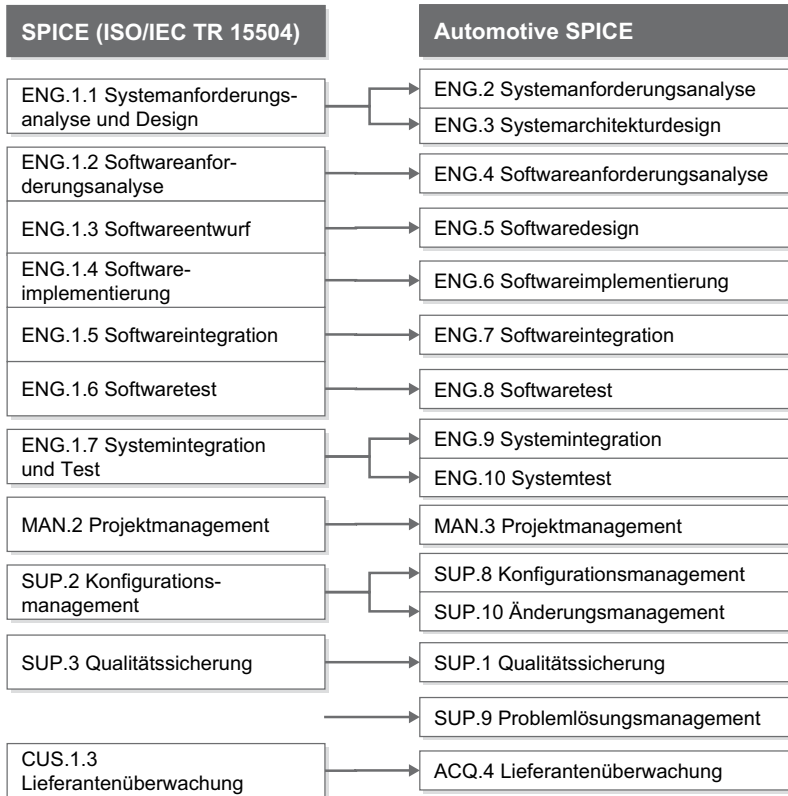 SPICE (ISO/IEC TR 15504)
Automotive SPICE
ENG.1.1 Systemanforderungs-
analyse und Design
ENG.2 Systemanforderungsanalyse
ENG.3 Systemarchitekturdesign
ENG.1.2 Softwareanfor-
derungsanalyse
ENG.4 Softwareanforderungsanalyse
ENG.1.3 Softwareentwurf
ENG.5 Softwaredesign
ENG.1.4 Software-
implementierung
ENG.6 Softwareimplementierung
ENG.1.5 Softwareintegration
ENG.7 Softwareintegration
ENG.1.6 Softwaretest
ENG.8 Softwaretest
ENG.1.7 Systemintegration
und Test
ENG.9 Systemintegration
ENG.10 Systemtest
MAN.2 Projektmanagement
MAN.3 Projektmanagement
SUP.2 Konfigurations-
management
SUP.8 Konfigurationsmanagement
SUP.10 Änderungsmanagement
SUP.3 Qualitätssicherung
SUP.1 Qualitätssicherung
SUP.9 Problemlösungsmanagement
CUS.1.3
Lieferantenüberwachung
ACQ.4 Lieferantenüberwachung